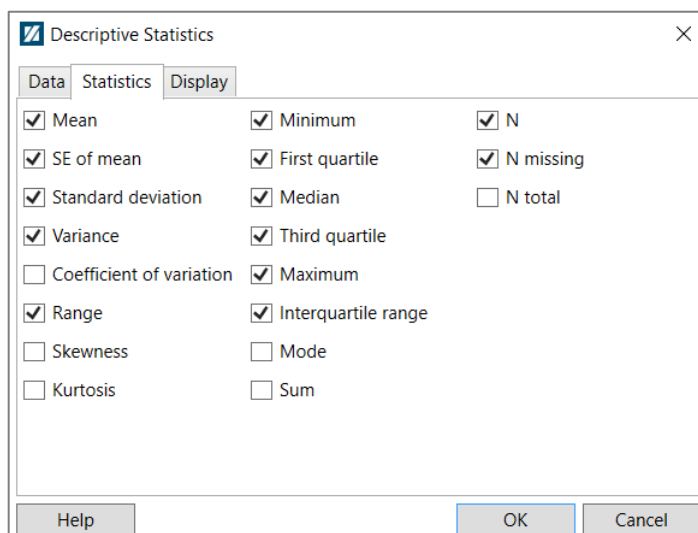 Descriptive Statistics
Data Statistics Display
Mean Minimum N
SE of mean First quartile N missing
Standard deviation Median N total
Variance Third quartile
Coefficient of variation Maximum
Range Interquartile range
Skewness Mode
Kurtosis Sum
Help OK Cancel